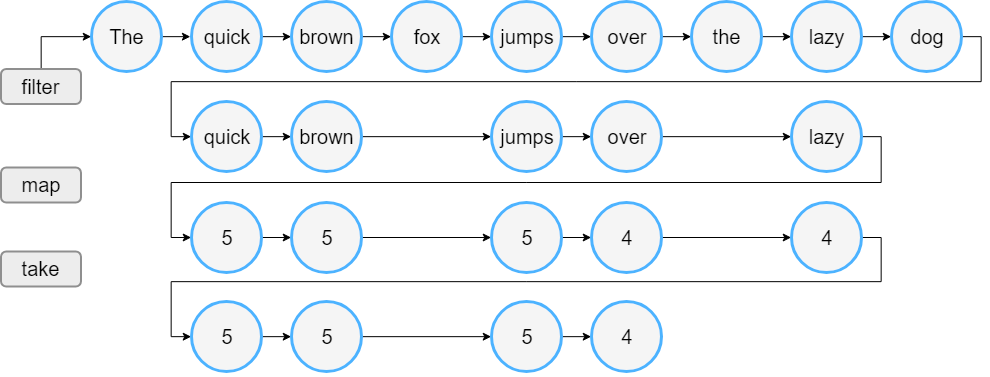 The quick brown fox jumps over the lazy dog
filter
quick brown jumps over lazy
map
5 5 5 4 4
take
5 5 5 4